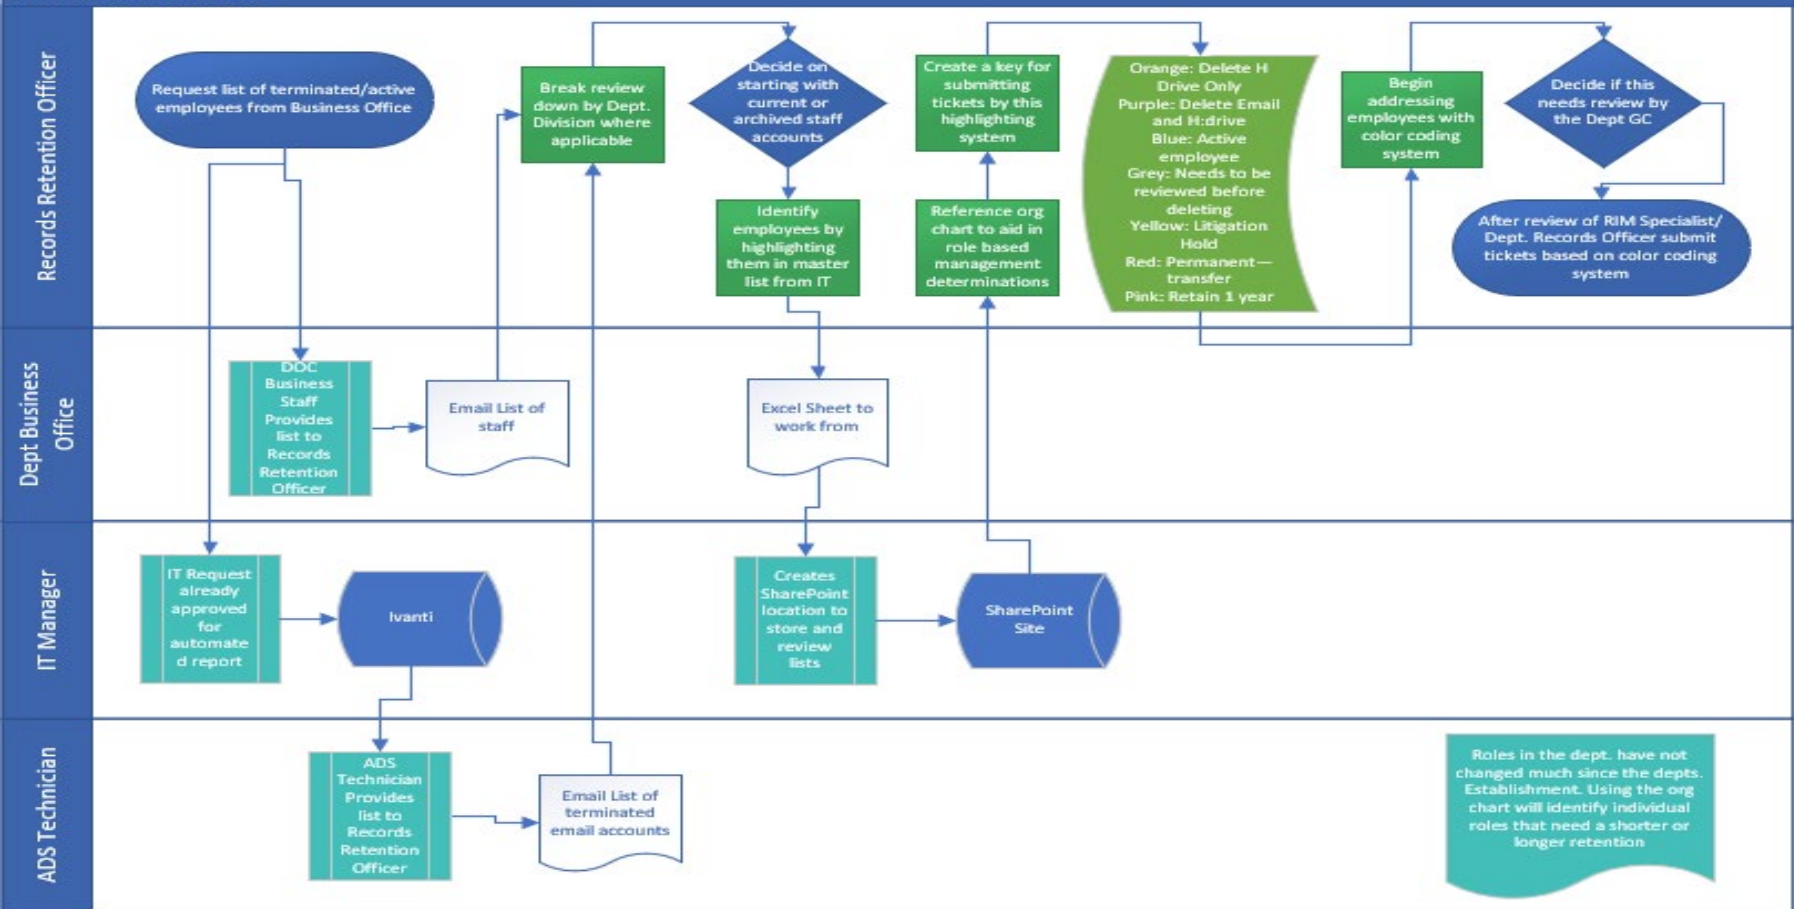 Records Retention Officer
Request list of terminated/active
employees from Business Office
Break review
down by Dept.
Division where
applicable
Decide on
starting with
current or
archived staff
accounts
Identify
employees by
highlighting
them in master
list from IT
Create a key for
submitting
tickets by this
highlighting
system
Reference org
chart to aid in
role based
management
determinations
Orange: Delete H
Drive Only
Purple: Delete Email
and H:drive
Blue: Active
employee
Grey: Needs to be
reviewed before
deleting
Yellow: Litigation
Hold
Red: Permanent—
transfer
Pink: Retain 1 year
Begin
addressing
employees with
color coding
system
Decide if this
needs review by
the Dept GC
After review of RIM Specialist/
Dept. Records Officer submit
tickets based on color coding
system
Dept Business
Office
DOC
Business
Staff
Provides
list to
Records
Retention
Officer
Email List of
staff
Excel Sheet to
work from
IT Manager
IT Request
already
approved
for
automate
d report
Ivanti
Creates
SharePoint
location to
store and
review
lists
SharePoint
Site
ADS Technician
ADS
Technician
Provides
list to
Records
Retention
Officer
Email List of
terminated
email accounts
Roles in the dept. have not
changed much since the depts.
Establishment. Using the org
chart will identify individual
roles that need a shorter or
longer retention